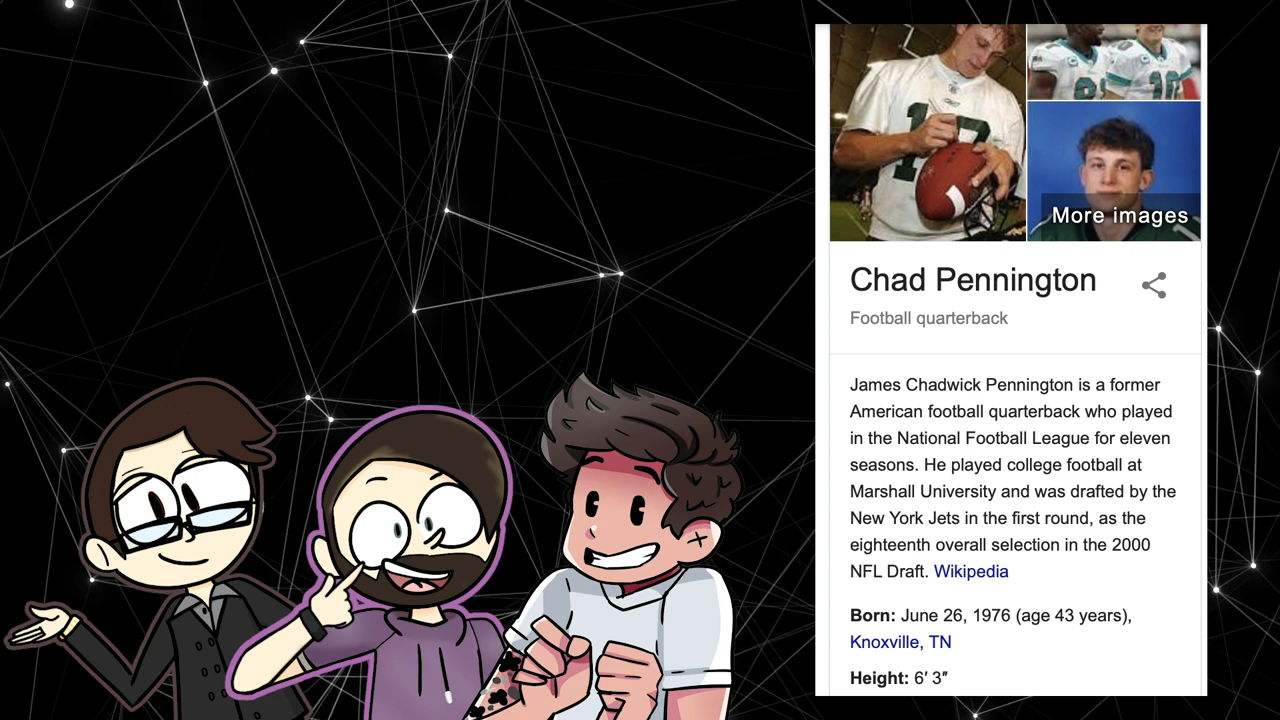 More images
Chad Pennington
Football quarterback
James Chadwick Pennington is a former
American football quarterback who played
in the National Football League for eleven
seasons. He played college football at
Marshall University and was drafted by the
New York Jets in the first round, as the
eighteenth overall selection in the 2000
NFL Draft. Wikipedia
Born: June 26, 1976 (age 43 years),
Knoxville, TN
Height: 6′ 3″